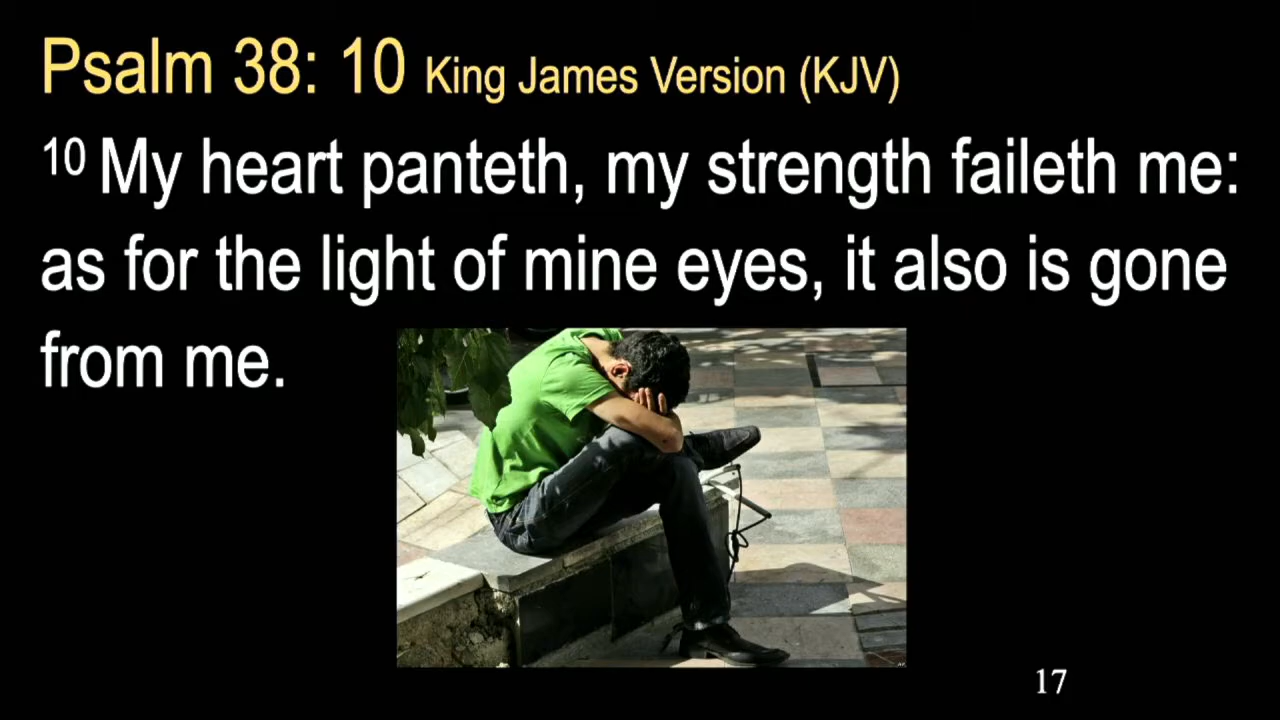 Psalm 38: 10 King James Version (KJV)
10 My heart panteth, my strength faileth me:
as for the light of mine eyes, it also is gone
from me.
17